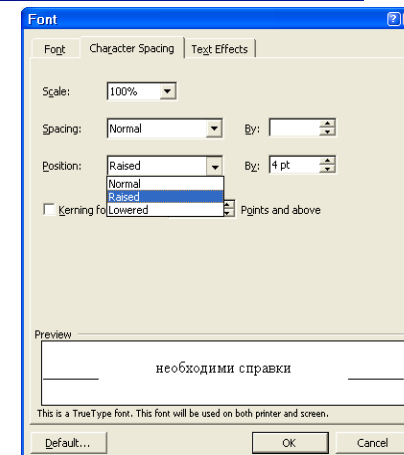 Font
Font Character Spacing Text Effects
Scale: 100%
Spacing: Normal By:
Position: Raised By: 4 pt
Normal
Raised
Lowered
Kerning fo Points and above
Preview
необходими справки
This is a TrueType font. This font will be used on both printer and screen.
Default... OK Cancel